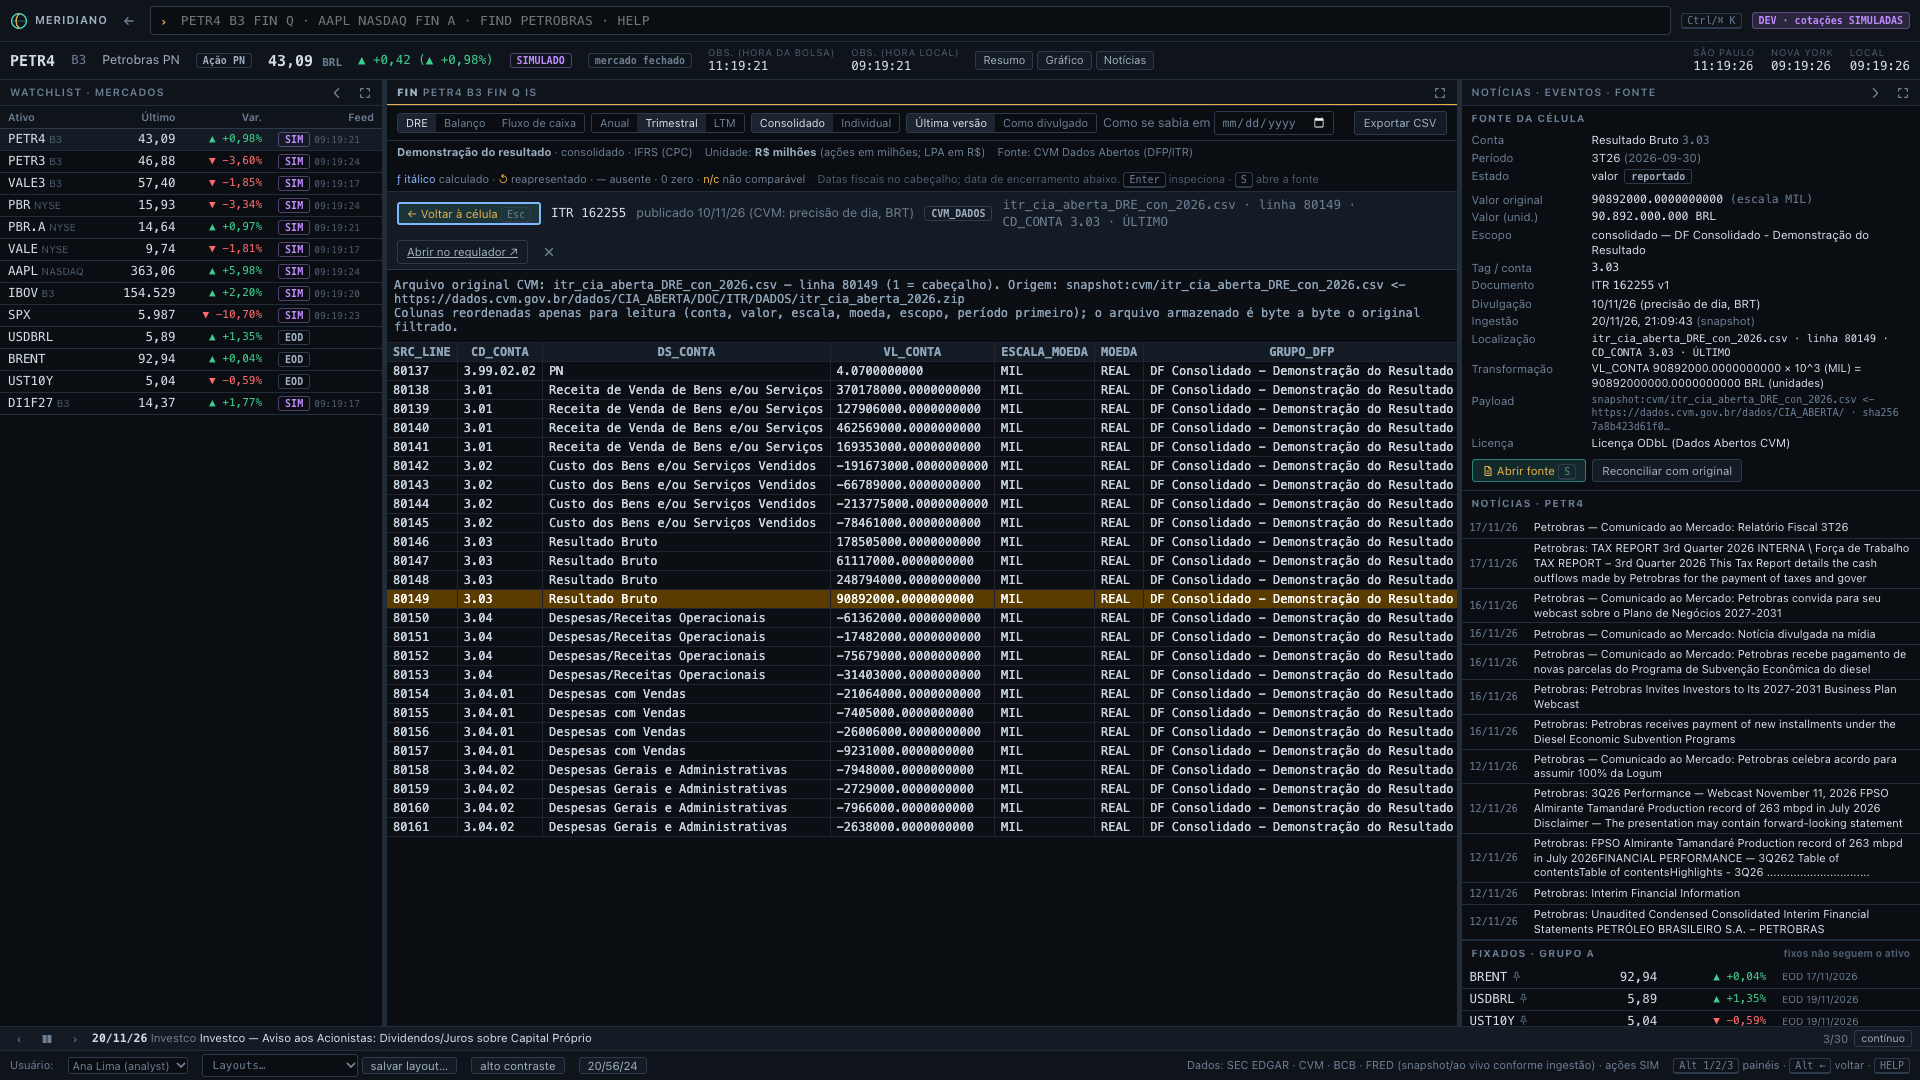 MERIDIANO ← › PETR4 B3 FIN Q · AAPL NASDAQ FIN A · FIND PETROBRAS · HELP Ctrl/⌘ K DEV · cotações SIMULADAS
PETR4 B3 Petrobras PN Ação PN 43,09 BRL ▲ +0,42 (▲ +0,98%) SIMULADO mercado fechado
OBS. (HORA DA BOLSA) 11:19:21
OBS. (HORA LOCAL) 09:19:21
Resumo Gráfico Notícias
SÃO PAULO 11:19:26
NOVA YORK 09:19:26
LOCAL 09:19:26
WATCHLIST · MERCADOS
Ativo Último Var. Feed
PETR4 B3 43,09 ▲ +0,98% SIM 09:19:21
PETR3 B3 46,88 ▼ −3,60% SIM 09:19:24
VALE3 B3 57,40 ▼ −1,85% SIM 09:19:17
PBR NYSE 15,93 ▼ −3,34% SIM 09:19:24
PBR.A NYSE 14,64 ▲ +0,97% SIM 09:19:21
VALE NYSE 9,74 ▼ −1,81% SIM 09:19:17
AAPL NASDAQ 363,06 ▲ +5,98% SIM 09:19:24
IBOV B3 154.529 ▲ +2,20% SIM 09:19:20
SPX 5.987 ▼ −10,70% SIM 09:19:23
USDBRL 5,89 ▲ +1,35% EOD
BRENT 92,94 ▲ +0,04% EOD
UST10Y 5,04 ▼ −0,59% EOD
DI1F27 B3 14,37 ▲ +1,77% SIM 09:19:17
FIN PETR4 B3 FIN Q IS
DRE Balanço Fluxo de caixa Anual Trimestral LTM Consolidado Individual Última versão Como divulgado Como se sabia em mm/dd/yyyy Exportar CSV
Demonstração do resultado · consolidado · IFRS (CPC) Unidade: R$ milhões (ações em milhões; LPA em R$) Fonte: CVM Dados Abertos (DFP/ITR)
ƒ itálico calculado · reapresentado · — ausente · 0 zero · n/c não comparável Datas fiscais no cabeçalho; data de encerramento abaixo. Enter inspeciona · S abre a fonte
← Voltar à célula Esc ITR 162255 publicado 10/11/26 (CVM: precisão de dia, BRT) CVM_DADOS itr_cia_aberta_DRE_con_2026.csv · linha 80149 ·
CD_CONTA 3.03 · ÚLTIMO
Abrir no regulador ↗ ×
Arquivo original CVM: itr_cia_aberta_DRE_con_2026.csv — linha 80149 (1 = cabeçalho). Origem: snapshot:cvm/itr_cia_aberta_DRE_con_2026.csv <−
https://dados.cvm.gov.br/dados/CIA_ABERTA/DOC/ITR/DADOS/itr_cia_aberta_2026.zip
Colunas reordenadas apenas para leitura (conta, valor, escala, moeda, escopo, período primeiro); o arquivo armazenado é byte a byte o original
filtrado.
SRC_LINE CD_CONTA DS_CONTA VL_CONTA ESCALA_MOEDA MOEDA GRUPO_DFP
80137 3.99.02.02 PN 4.0700000000 MIL REAL DF Consolidado − Demonstração do Resultado
80138 3.01 Receita de Venda de Bens e/ou Serviços 370178000.0000000000 MIL REAL DF Consolidado − Demonstração do Resultado
80139 3.01 Receita de Venda de Bens e/ou Serviços 127906000.0000000000 MIL REAL DF Consolidado − Demonstração do Resultado
80140 3.01 Receita de Venda de Bens e/ou Serviços 462569000.0000000000 MIL REAL DF Consolidado − Demonstração do Resultado
80141 3.01 Receita de Venda de Bens e/ou Serviços 169353000.0000000000 MIL REAL DF Consolidado − Demonstração do Resultado
80142 3.02 Custo dos Bens e/ou Serviços Vendidos −191673000.0000000000 MIL REAL DF Consolidado − Demonstração do Resultado
80143 3.02 Custo dos Bens e/ou Serviços Vendidos −66789000.0000000000 MIL REAL DF Consolidado − Demonstração do Resultado
80144 3.02 Custo dos Bens e/ou Serviços Vendidos −213775000.0000000000 MIL REAL DF Consolidado − Demonstração do Resultado
80145 3.02 Custo dos Bens e/ou Serviços Vendidos −78461000.0000000000 MIL REAL DF Consolidado − Demonstração do Resultado
80146 3.03 Resultado Bruto 178505000.0000000000 MIL REAL DF Consolidado − Demonstração do Resultado
80147 3.03 Resultado Bruto 61117000.0000000000 MIL REAL DF Consolidado − Demonstração do Resultado
80148 3.03 Resultado Bruto 248794000.0000000000 MIL REAL DF Consolidado − Demonstração do Resultado
80149 3.03 Resultado Bruto 90892000.0000000000 MIL REAL DF Consolidado − Demonstração do Resultado
80150 3.04 Despesas/Receitas Operacionais −61362000.0000000000 MIL REAL DF Consolidado − Demonstração do Resultado
80151 3.04 Despesas/Receitas Operacionais −17482000.0000000000 MIL REAL DF Consolidado − Demonstração do Resultado
80152 3.04 Despesas/Receitas Operacionais −75679000.0000000000 MIL REAL DF Consolidado − Demonstração do Resultado
80153 3.04 Despesas/Receitas Operacionais −31403000.0000000000 MIL REAL DF Consolidado − Demonstração do Resultado
80154 3.04.01 Despesas com Vendas −21064000.0000000000 MIL REAL DF Consolidado − Demonstração do Resultado
80155 3.04.01 Despesas com Vendas −7405000.0000000000 MIL REAL DF Consolidado − Demonstração do Resultado
80156 3.04.01 Despesas com Vendas −26006000.0000000000 MIL REAL DF Consolidado − Demonstração do Resultado
80157 3.04.01 Despesas com Vendas −9231000.0000000000 MIL REAL DF Consolidado − Demonstração do Resultado
80158 3.04.02 Despesas Gerais e Administrativas −7948000.0000000000 MIL REAL DF Consolidado − Demonstração do Resultado
80159 3.04.02 Despesas Gerais e Administrativas −2729000.0000000000 MIL REAL DF Consolidado − Demonstração do Resultado
80160 3.04.02 Despesas Gerais e Administrativas −7966000.0000000000 MIL REAL DF Consolidado − Demonstração do Resultado
80161 3.04.02 Despesas Gerais e Administrativas −2638000.0000000000 MIL REAL DF Consolidado − Demonstração do Resultado
NOTÍCIAS · EVENTOS · FONTE
FONTE DA CÉLULA
Conta Resultado Bruto 3.03
Período 3T26 (2026-09-30)
Estado valor reportado
Valor original 90892000.0000000000 (escala MIL)
Valor (unid.) 90.892.000.000 BRL
Escopo consolidado — DF Consolidado - Demonstração do
Resultado
Tag / conta 3.03
Documento ITR 162255 v1
Divulgação 10/11/26 (precisão de dia, BRT)
Ingestão 20/11/26, 21:09:43 (snapshot)
Localização itr_cia_aberta_DRE_con_2026.csv · linha 80149 ·
CD_CONTA 3.03 · ÚLTIMO
Transformação VL_CONTA 90892000.0000000000 × 10^3 (MIL) =
90892000000.0000000000 BRL (unidades)
Payload snapshot:cvm/itr_cia_aberta_DRE_con_2026.csv <−
https://dados.cvm.gov.br/dados/CIA_ABERTA/ · sha256
7a8b423d61f0…
Licença Licença ODbL (Dados Abertos CVM)
Abrir fonte S Reconciliar com original
NOTÍCIAS · PETR4
17/11/26 Petrobras — Comunicado ao Mercado: Relatório Fiscal 3T26
17/11/26 Petrobras: TAX REPORT 3rd Quarter 2026 INTERNA \ Força de Trabalho
TAX REPORT – 3rd Quarter 2026 This Tax Report details the cash
outflows made by Petrobras for the payment of taxes and gover
16/11/26 Petrobras — Comunicado ao Mercado: Petrobras convida para seu
webcast sobre o Plano de Negócios 2027-2031
16/11/26 Petrobras — Comunicado ao Mercado: Notícia divulgada na mídia
16/11/26 Petrobras — Comunicado ao Mercado: Petrobras recebe pagamento de
novas parcelas do Programa de Subvenção Econômica do diesel
16/11/26 Petrobras: Petrobras Invites Investors to Its 2027-2031 Business Plan
Webcast
16/11/26 Petrobras: Petrobras receives payment of new installments under the
Diesel Economic Subvention Programs
12/11/26 Petrobras — Comunicado ao Mercado: Petrobras celebra acordo para
assumir 100% da Logum
12/11/26 Petrobras: 3Q26 Performance — Webcast November 11, 2026 FPSO
Almirante Tamandaré Production record of 263 mbpd in July 2026
Disclaimer — The presentation may contain forward-looking statement
12/11/26 Petrobras: FPSO Almirante Tamandaré Production record of 263 mbpd
in July 2026FINANCIAL PERFORMANCE — 3Q262 Table of
contentsTable of contentsHighlights - 3Q26 ..............................
12/11/26 Petrobras: Interim Financial Information
12/11/26 Petrobras: Unaudited Condensed Consolidated Interim Financial
Statements PETRÓLEO BRASILEIRO S.A. – PETROBRAS
FIXADOS · GRUPO A fixos não seguem o ativo
BRENT 92,94 ▲ +0,04% EOD 17/11/2026
USDBRL 5,89 ▲ +1,35% EOD 19/11/2026
UST10Y 5,04 ▼ −0,59% EOD 19/11/2026
‹ › 20/11/26 Investco Investco — Aviso aos Acionistas: Dividendos/Juros sobre Capital Próprio 3/30 contínuo
Usuário: Ana Lima (analyst) Layouts… salvar layout… alto contraste 20/56/24 Dados: SEC EDGAR · CVM · BCB · FRED (snapshot/ao vivo conforme ingestão) · ações SIM Alt 1/2/3 painéis · Alt ← voltar · HELP